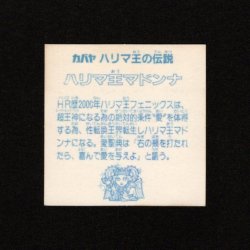 カバヤ ハリマ王の伝説
ハリマ王マドンナ
HR歴2000年ハリマ王フェニックスは、
超王神になる為の絶対的条件“愛”を体得
する為、性転換王界転生しハリマ王マド
ンナになる。愛聖典は「石の頬を打たれ
たら、喜んで愛を与えよ」と謳う。